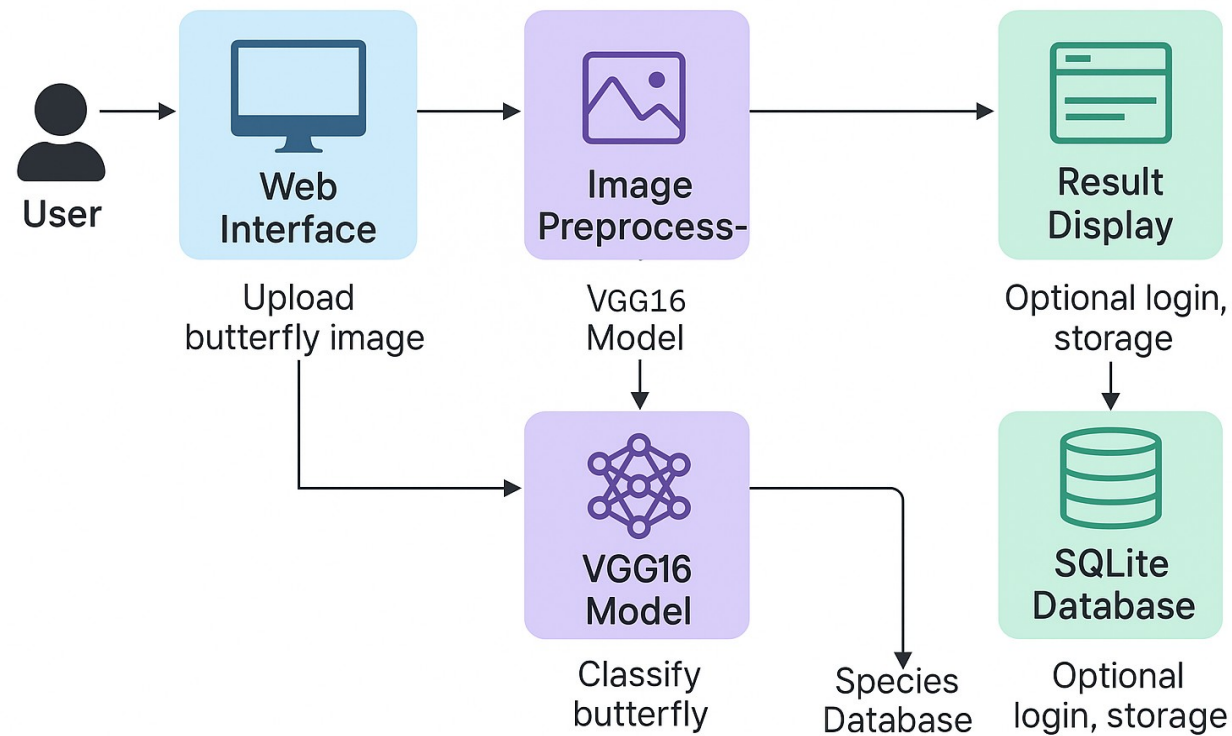 User
Web
Interface
Upload
butterfly image
Image
Preprocess-
VGG16
Model
Result
Display
Optional login,
storage
VGG16
Model
Classify
butterfly
Species
Database
SQLite
Database
Optional
login, storage